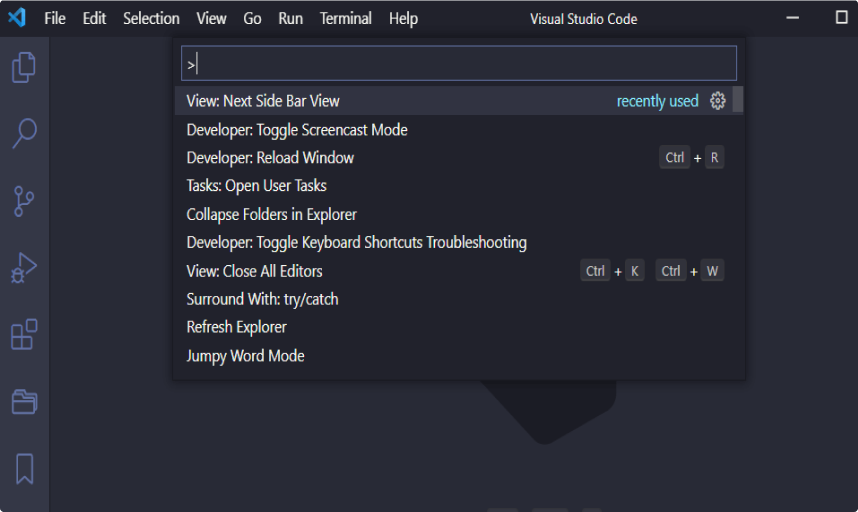 File Edit Selection View Go Run Terminal Help Visual Studio Code
>
View: Next Side Bar View recently used
Developer: Toggle Screencast Mode
Developer: Reload Window Ctrl + R
Tasks: Open User Tasks
Collapse Folders in Explorer
Developer: Toggle Keyboard Shortcuts Troubleshooting
View: Close All Editors Ctrl + K Ctrl + W
Surround With: try/catch
Refresh Explorer
Jumpy Word Mode